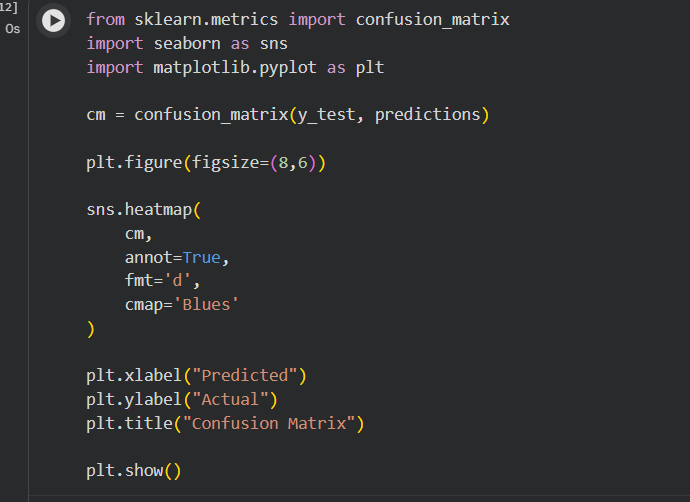 12]
0s
from sklearn.metrics import confusion_matrix
import seaborn as sns
import matplotlib.pyplot as plt
cm = confusion_matrix(y_test, predictions)
plt.figure(figsize=(8,6))
sns.heatmap(
    cm,
    annot=True,
    fmt='d',
    cmap='Blues'
)
plt.xlabel("Predicted")
plt.ylabel("Actual")
plt.title("Confusion Matrix")
plt.show()